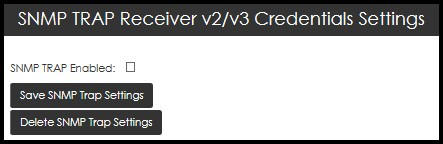 SNMP TRAP Receiver v2/v3 Credentials Settings
SNMP TRAP Enabled:
Save SNMP Trap Settings
Delete SNMP Trap Settings